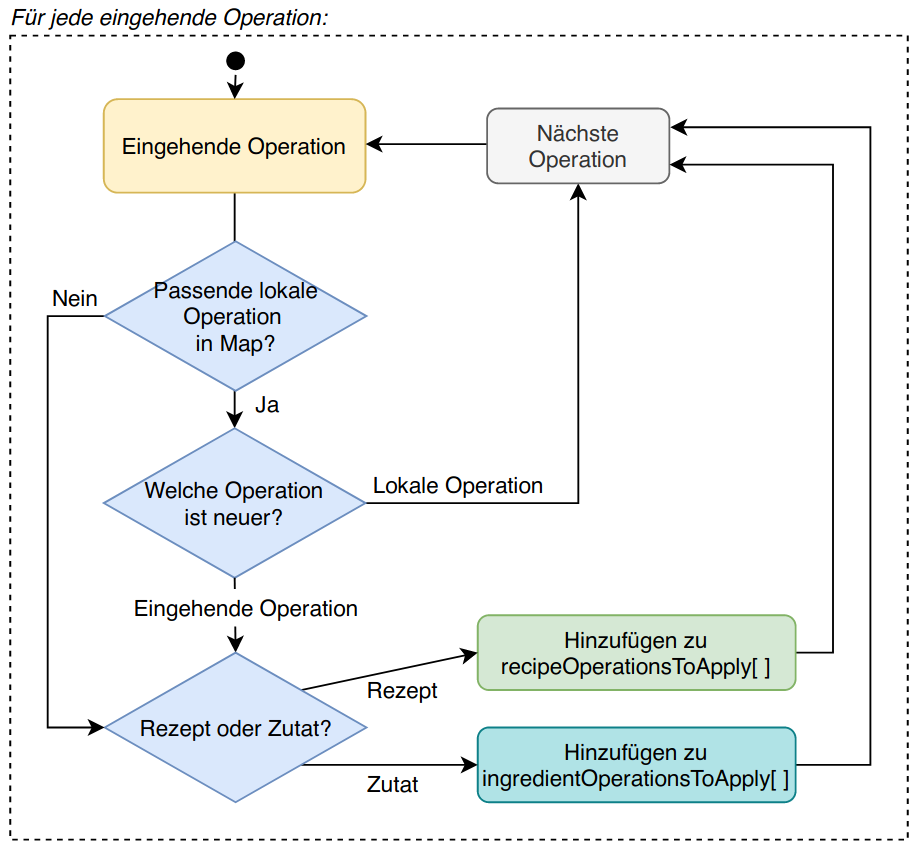 Für jede eingehende Operation:
Eingehende Operation
Nächste
Operation
Nein
Passende lokale
Operation
in Map?
Ja
Welche Operation
ist neuer?
Lokale Operation
Eingehende Operation
Rezept oder Zutat?
Rezept
Hinzufügen zu
recipeOperationsToApply[ ]
Zutat
Hinzufügen zu
ingredientOperationsToApply[ ]